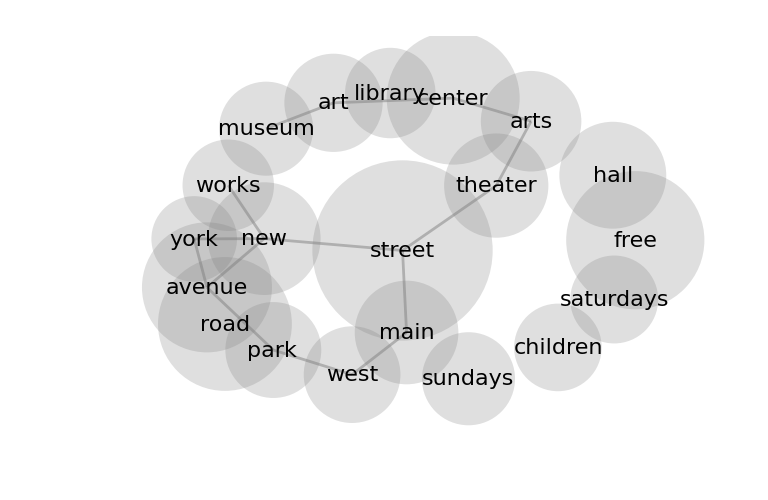 library
center
art
arts
museum
hall
works
theater
york
new
free
street
avenue
saturdays
road
main
children
park
west
sundays